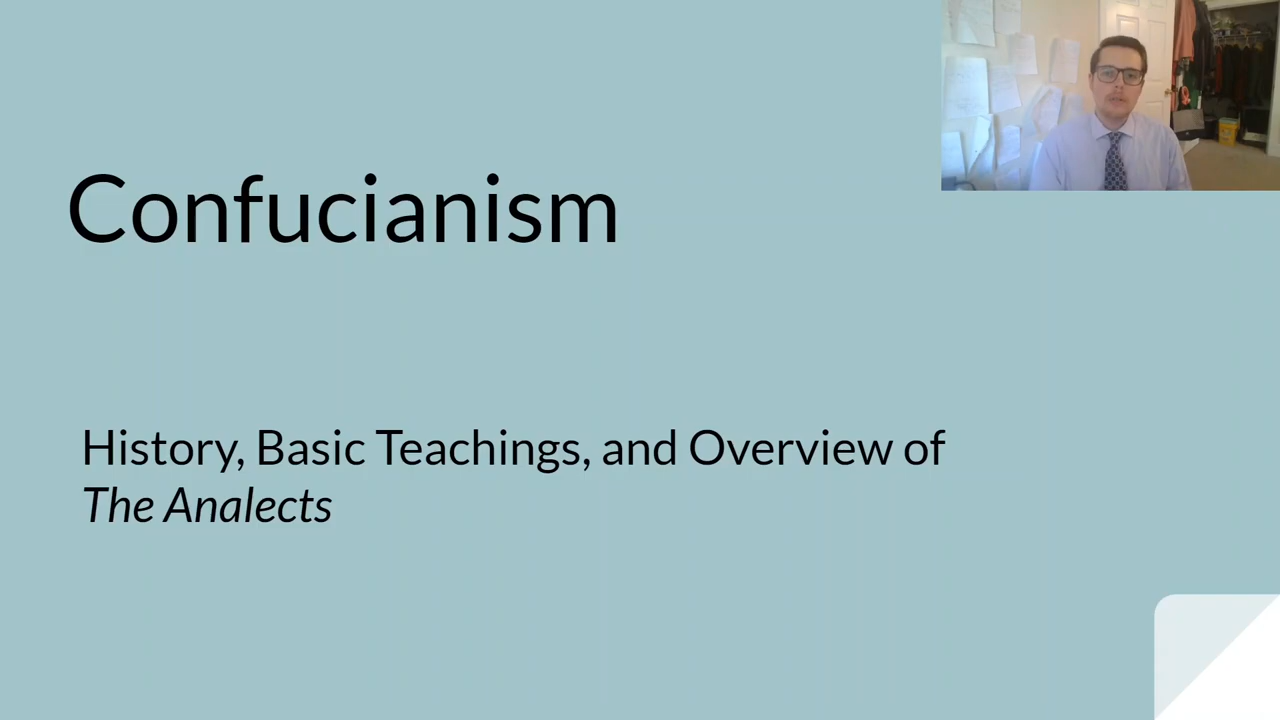 Confucianism
History, Basic Teachings, and Overview of
The Analects